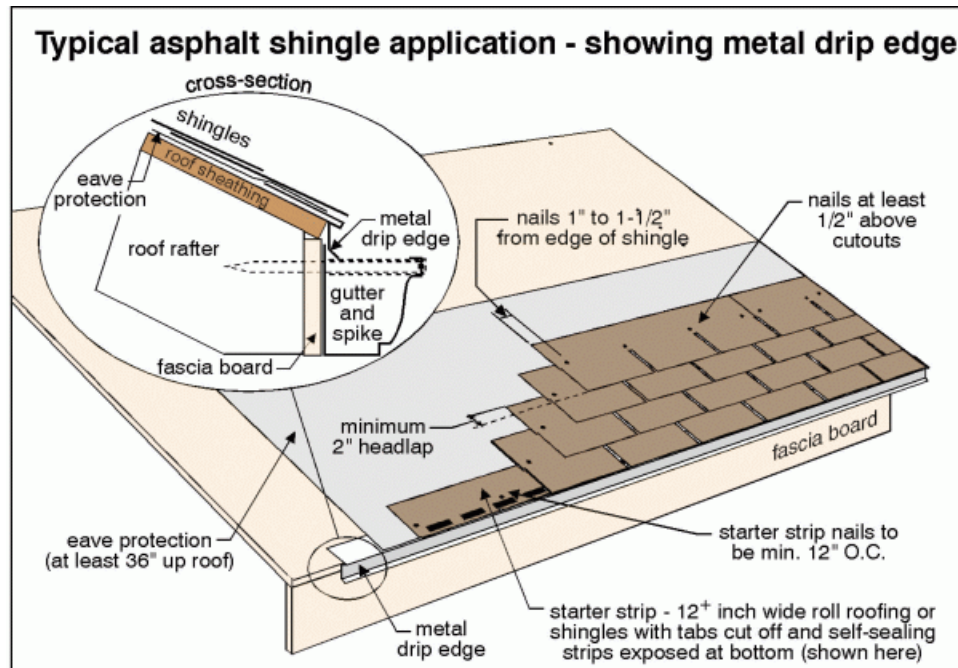 Typical asphalt shingle application - showing metal drip edge
cross-section
shingles
roof sheathing
eave
protection
roof rafter
metal
drip edge
gutter
and
spike
fascia board
nails 1" to 1-1/2"
from edge of shingle
nails at least
1/2" above
cutouts
minimum
2" headlap
fascia board
eave protection
(at least 36" up roof)
starter strip nails to
be min. 12" O.C.
metal
drip edge
starter strip - 12+ inch wide roll roofing or
shingles with tabs cut off and self-sealing
strips exposed at bottom (shown here)